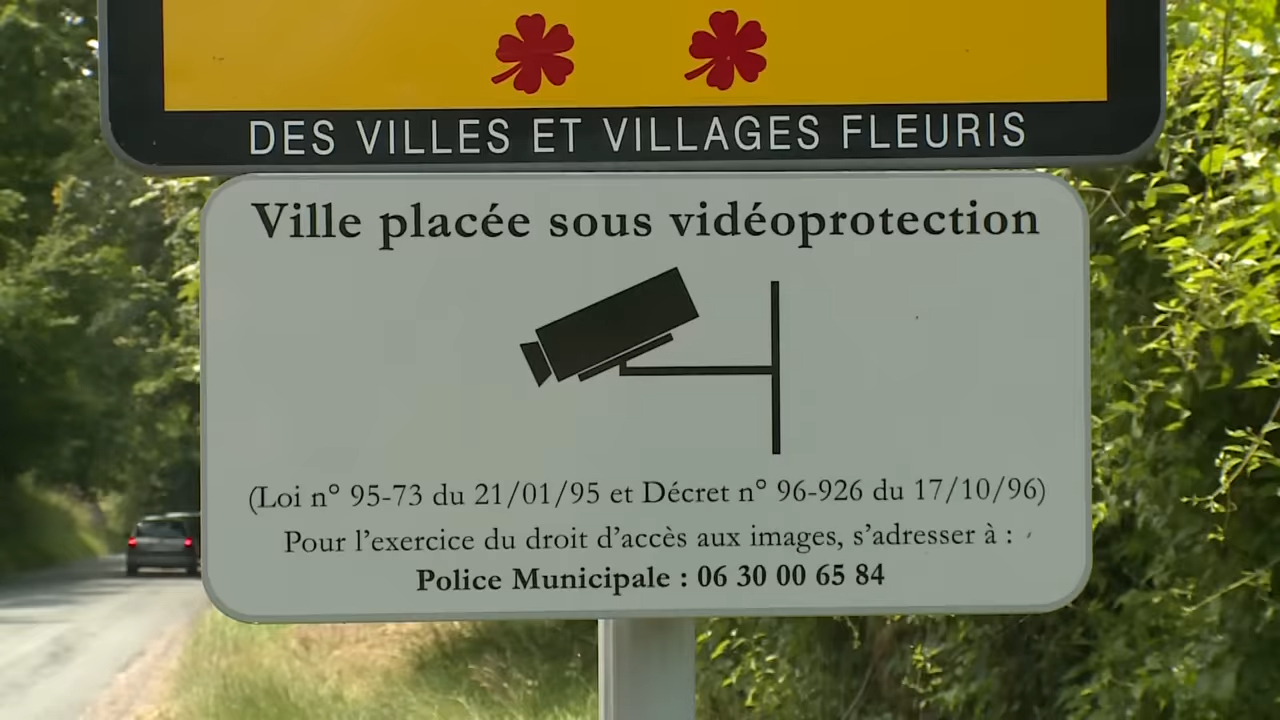 DES VILLES ET VILLAGES FLEURIS
Ville placée sous vidéoprotection
(Loi n° 95-73 du 21/01/95 et Décret n° 96-926 du 17/10/96)
Pour l'exercice du droit d'accès aux images, s'adresser à :
Police Municipale : 06 30 00 65 84